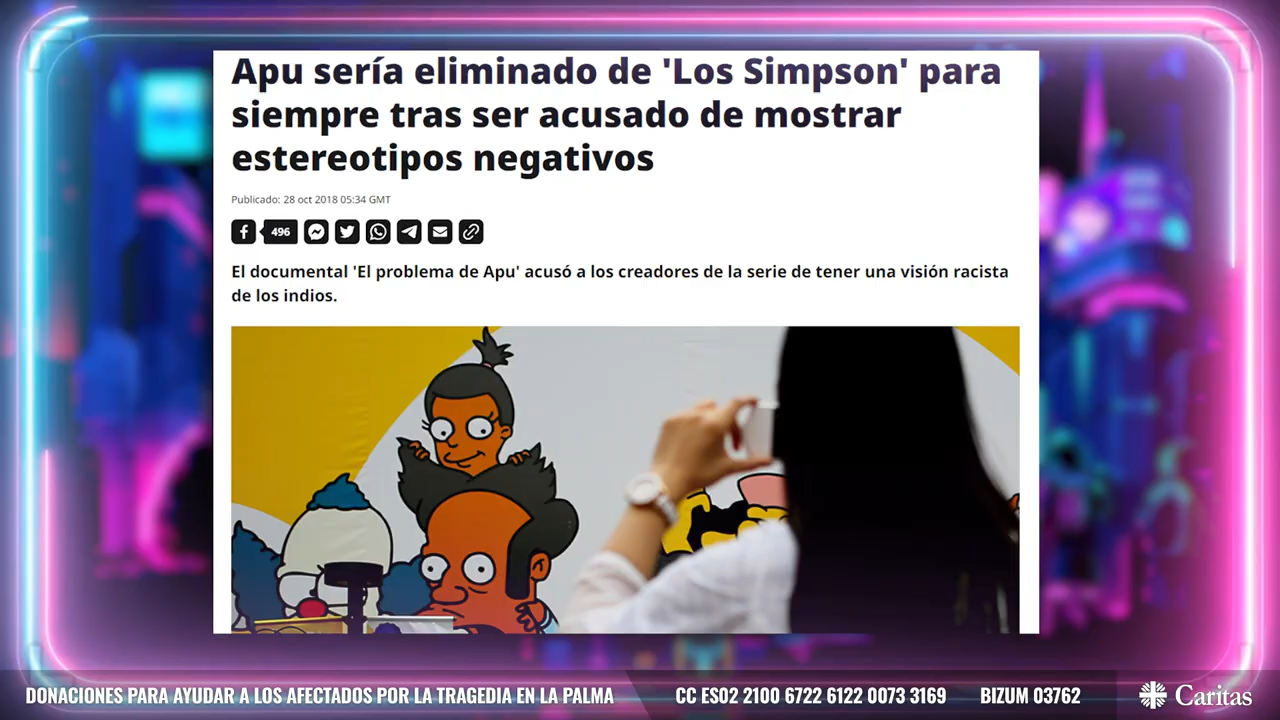 Apu sería eliminado de 'Los Simpson' para
siempre tras ser acusado de mostrar
estereotipos negativos
Publicado: 28 oct 2018 05:34 GMT
496
El documental 'El problema de Apu' acusó a los creadores de la serie de tener una visión racista
de los indios.
DONACIONES PARA AYUDAR A LOS AFECTADOS POR LA TRAGEDIA EN LA PALMA CC ES02 2100 6722 6122 0073 3169 BIZUM 03762 Caritas